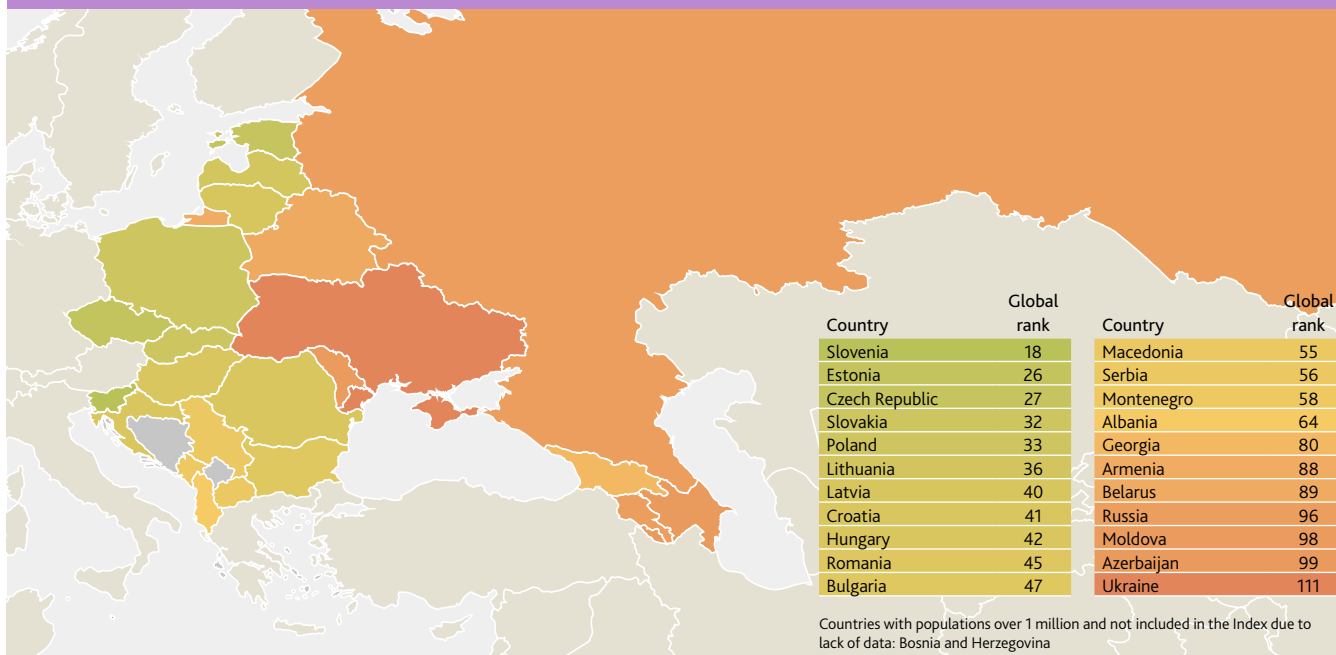 Country Global rank
Slovenia 18
Estonia 26
Czech Republic 27
Slovakia 32
Poland 33
Lithuania 36
Latvia 40
Croatia 41
Hungary 42
Romania 45
Bulgaria 47
Country Global rank
Macedonia 55
Serbia 56
Montenegro 58
Albania 64
Georgia 80
Armenia 88
Belarus 89
Russia 96
Moldova 98
Azerbaijan 99
Ukraine 111
Countries with populations over 1 million and not included in the Index due to
lack of data: Bosnia and Herzegovina